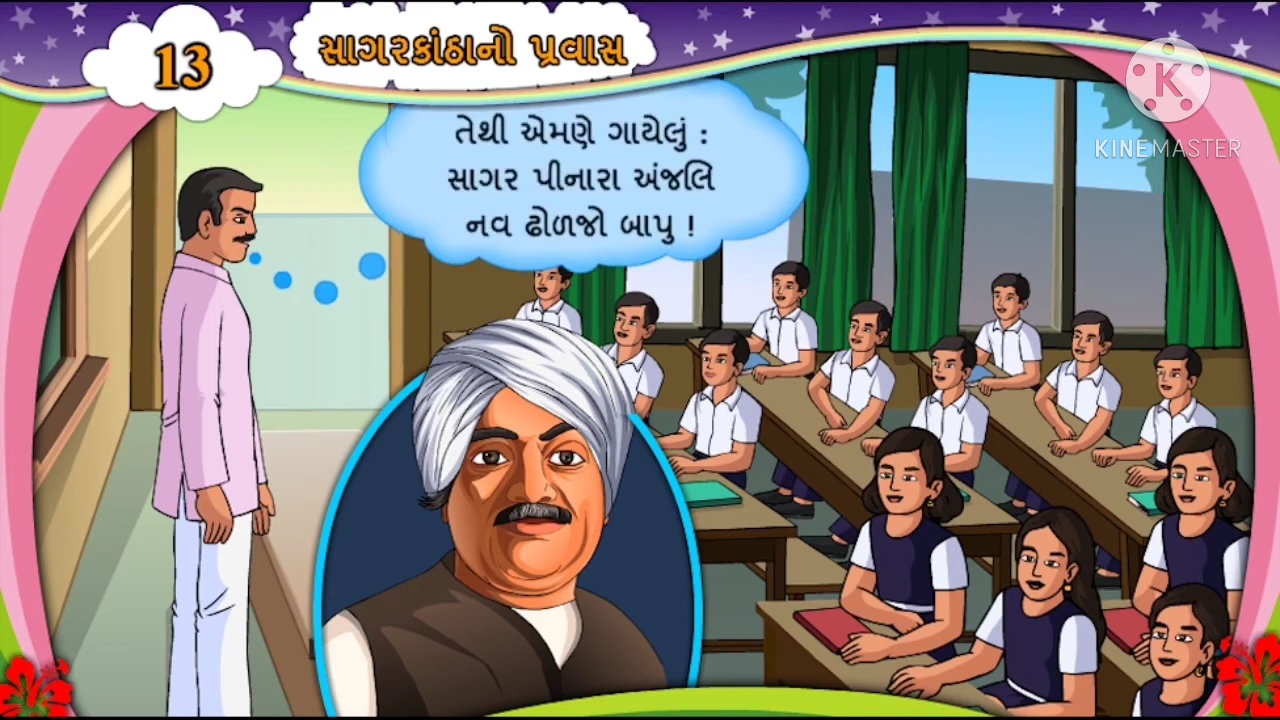 13
સાગરકાંઠાનો પ્રવાસ
તેથી એમણે ગાયેલું :
સાગર પીનારા અંજલિ
નવ ઢોળજો બાપુ !
K
KINEMASTER